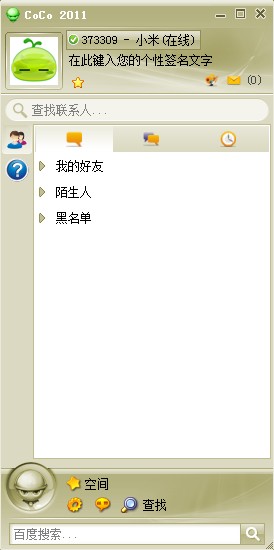 CoCo 2011
373309 - 小米(在线)
在此键入您的个性签名文字
(0)
查找联系人...
我的好友
陌生人
黑名单
空间
查找
百度搜索...